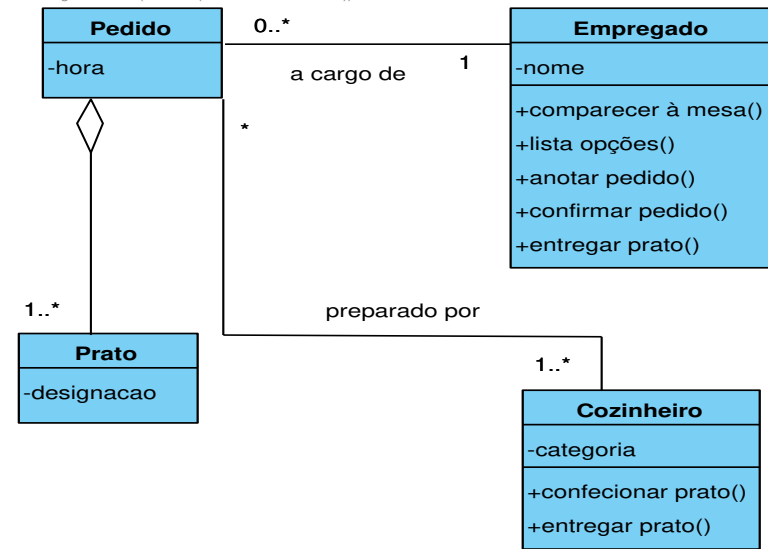 Pedido
-hora
0..*
a cargo de
1
Empregado
-nome
+comparecer à mesa()
+lista opções()
+anotar pedido()
+confirmar pedido()
+entregar prato()
*
1..*
Prato
-designacao
preparado por
1..*
Cozinheiro
-categoria
+confecionar prato()
+entregar prato()